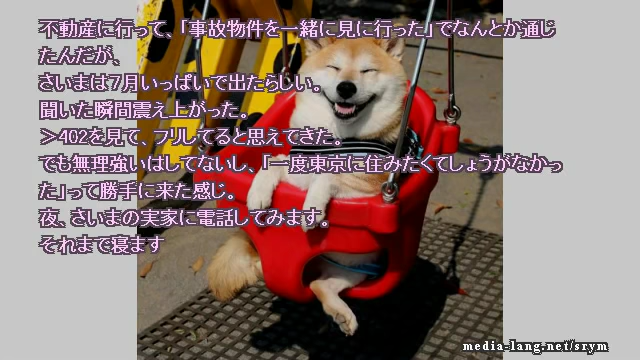 不動産に行って、「事故物件を一緒に見に行った」でなんとか通じ
たんだが、
さいまは７月いっぱいで出たらしい。
聞いた瞬間震え上がった。
＞462を見て、フリしてると思えてきた。
でも無理強いはしてないし、「一度東京に住みたくてしょうがなかっ
た」って勝手に来た感じ。
夜、さいまの実家に電話してみます。
それまで寝ます
media-lang.net/srym